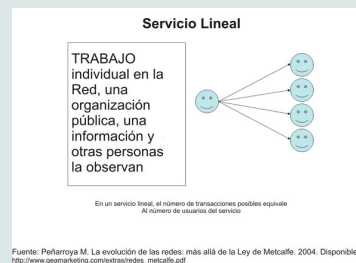 Servicio Lineal
TRABAJO
individual en la
Red, una
organización
pública, una
información y
otras personas
la observan
En un servicio lineal, el número de transacciones posibles equivale
Al número de usuarios del servicio
Fuente: Peñarroya M. La evolución de las redes: más allá de la Ley de Metcalfe. 2004. Disponible
http://www.geamarketing.com/extras/redes_metcalfe.pdf